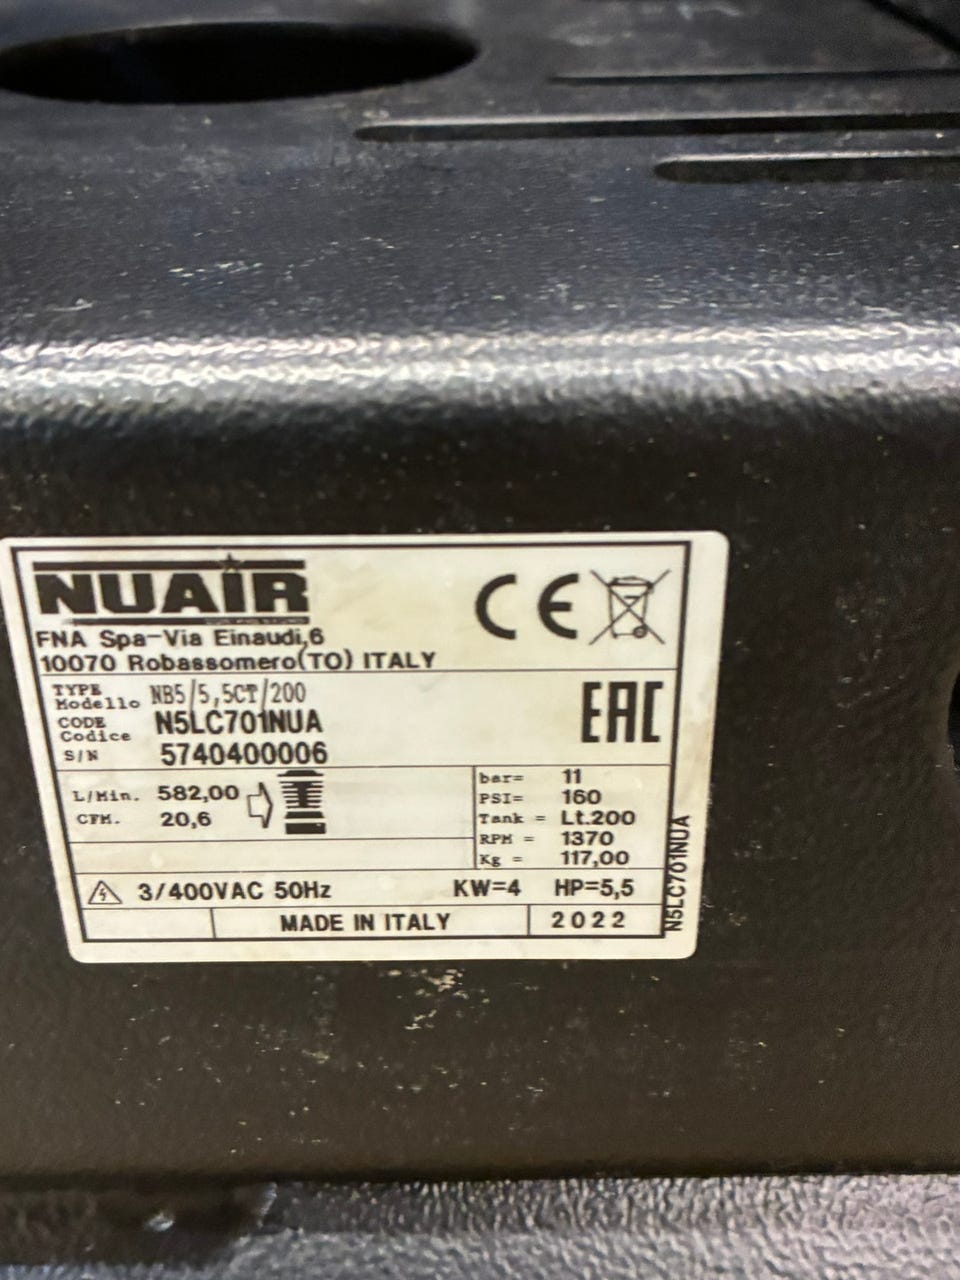 NUAIR
FNA Spa-Via Einaudi,6
10070 Robassomero(TO) ITALY
CE
TYPE
Modello NB5/5,5CT/200
CODE
Codice N5LC701NUA
S/N 5740400006
EAC
L/Min. 582,00
CFM. 20,6
bar= 11
PSI= 160
Tank = Lt.200
RPM = 1370
Kg = 117,00
3/400VAC 50Hz KW=4 HP=5,5
MADE IN ITALY 2022
N5LC701NUA